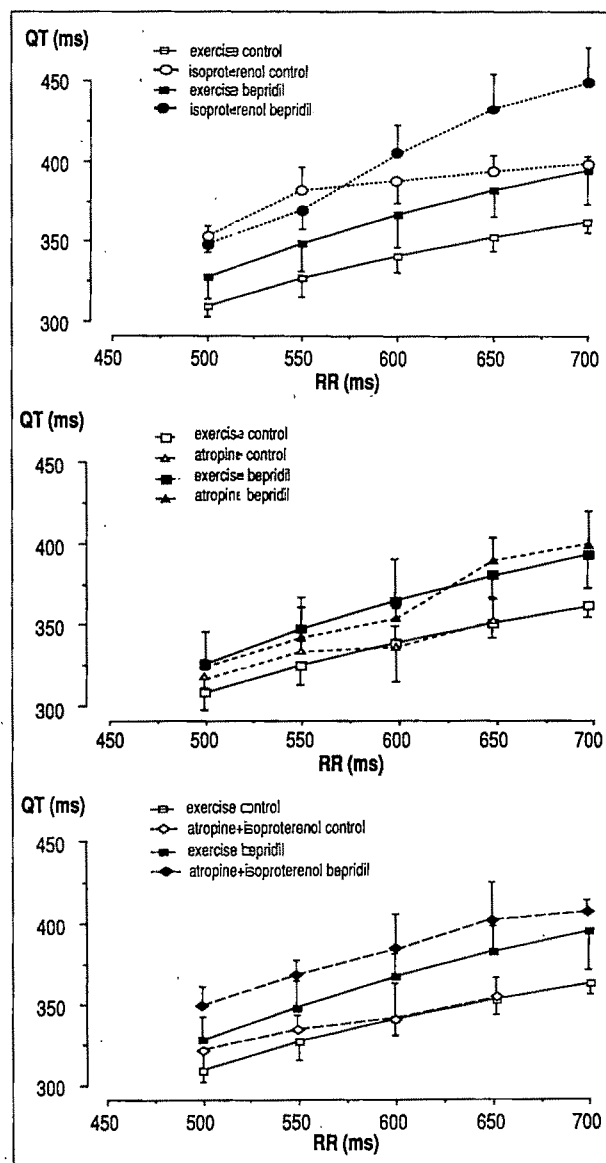 QT (ms)
exercise control
isoproterenol control
exercise bepridil
isoproterenol bepridil
450
400
350
300
450 500 550 600 650 700
RR (ms)
QT (ms)
exercise control
atropine control
exercise bepridil
atropine bepridil
450
400
350
300
450 500 550 600 650 700
RR (ms)
QT (ms)
exercise control
atropine+isoproterenol control
exercise bepridil
atropine+isoproterenol bepridil
450
400
350
300
450 500 550 600 650 700
RR (ms)